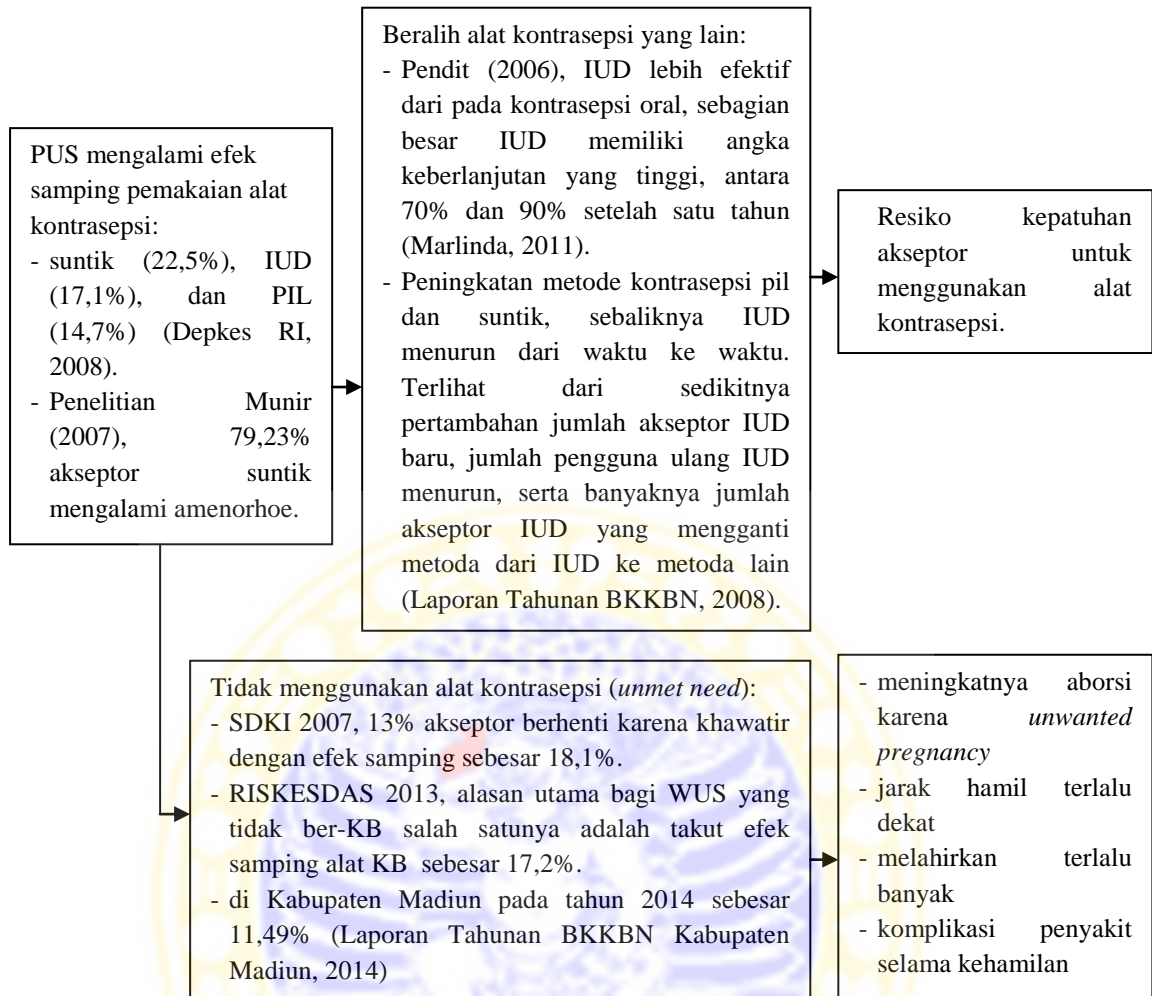 PUS mengalami efek
samping pemakaian alat
kontrasepsi:
- suntik (22,5%), IUD
(17,1%), dan PIL
(14,7%) (Depkes RI,
2008).
- Penelitian Munir
(2007), 79,23%
akseptor suntik
mengalami amenorhoe.
Beralih alat kontrasepsi yang lain:
- Pendit (2006), IUD lebih efektif
dari pada kontrasepsi oral, sebagian
besar IUD memiliki angka
keberlanjutan yang tinggi, antara
70% dan 90% setelah satu tahun
(Marlinda, 2011).
- Peningkatan metode kontrasepsi pil
dan suntik, sebaliknya IUD
menurun dari waktu ke waktu.
Terlihat dari sedikitnya
pertambahan jumlah akseptor IUD
baru, jumlah pengguna ulang IUD
menurun, serta banyaknya jumlah
akseptor IUD yang mengganti
metoda dari IUD ke metoda lain
(Laporan Tahunan BKKBN, 2008).
Resiko kepatuhan
akseptor untuk
menggunakan alat
kontrasepsi.
Tidak menggunakan alat kontrasepsi (unmet need):
- SDKI 2007, 13% akseptor berhenti karena khawatir
dengan efek samping sebesar 18,1%.
- RISKESDAS 2013, alasan utama bagi WUS yang
tidak ber-KB salah satunya adalah takut efek
samping alat KB sebesar 17,2%.
- di Kabupaten Madiun pada tahun 2014 sebesar
11,49% (Laporan Tahunan BKKBN Kabupaten
Madiun, 2014)
- meningkatnya aborsi
karena unwanted
pregnancy
- jarak hamil terlalu
dekat
- melahirkan terlalu
banyak
- komplikasi penyakit
selama kehamilan